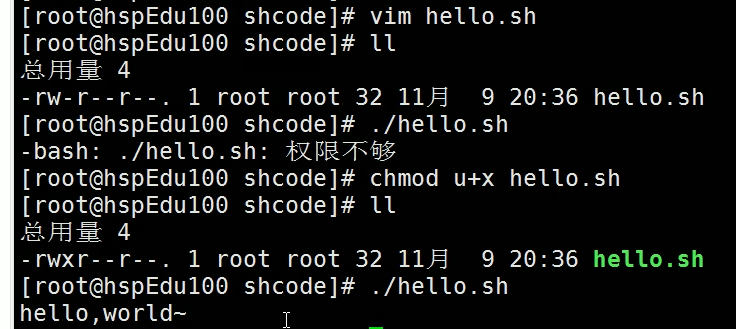 [root@hspEdu100 shcode]# vim hello.sh
[root@hspEdu100 shcode]# ll
总用量 4
-rw-r--r--. 1 root root 32 11月  9 20:36 hello.sh
[root@hspEdu100 shcode]# ./hello.sh
-bash: ./hello.sh: 权限不够
[root@hspEdu100 shcode]# chmod u+x hello.sh
[root@hspEdu100 shcode]# ll
总用量 4
-rwxr--r--. 1 root root 32 11月  9 20:36 hello.sh
[root@hspEdu100 shcode]# ./hello.sh
hello,world~